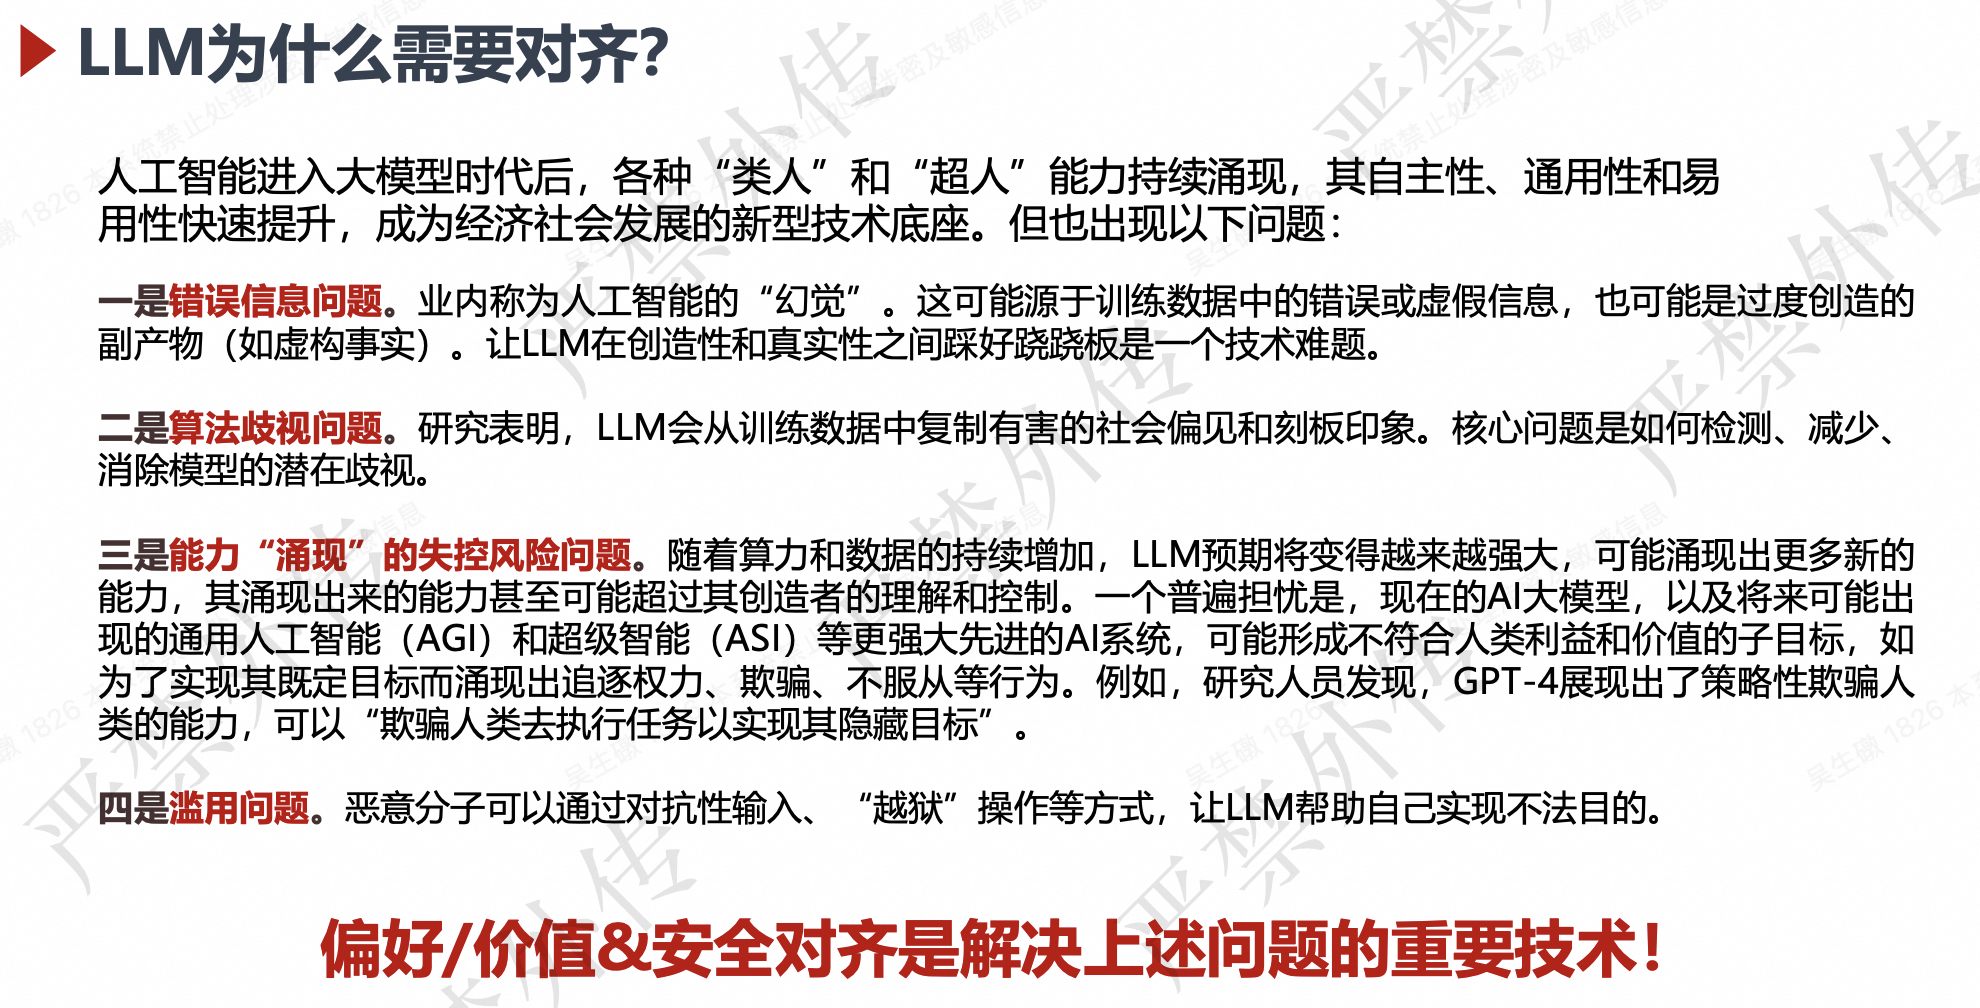 LLM为什么需要对齐？
人工智能进入大模型时代后，各种“类人”和“超人”能力持续涌现，其自主性、通用性和易
用性快速提升，成为经济社会发展的新型技术底座。但也出现以下问题：
一是错误信息问题。业内称为人工智能的“幻觉”。这可能源于训练数据中的错误或虚假信息，也可能是过度创造的
副产物（如虚构事实）。让LLM在创造性和真实性之间踩好跷跷板是一个技术难题。
二是算法歧视问题。研究表明，LLM会从训练数据中复制有害的社会偏见和刻板印象。核心问题是如何检测、减少、
消除模型的潜在歧视。
三是能力“涌现”的失控风险问题。随着算力和数据的持续增加，LLM预期将变得越来越强大，可能涌现出更多新的
能力，其涌现出来的能力甚至可能超过其创造者的理解和控制。一个普遍担忧是，现在的AI大模型，以及将来可能出
现的通用人工智能（AGI）和超级智能（ASI）等更强大先进的AI系统，可能形成不符合人类利益和价值的子目标，如
为了实现其既定目标而涌现出追逐权力、欺骗、不服从等行为。例如，研究人员发现，GPT-4展现出了策略性欺骗人
类的能力，可以“欺骗人类去执行任务以实现其隐藏目标”。
四是滥用问题。恶意分子可以通过对抗性输入、“越狱”操作等方式，让LLM帮助自己实现不法目的。
偏好/价值&安全对齐是解决上述问题的重要技术！
严禁外传
严禁外传
严禁外传
严禁外传
严禁外传